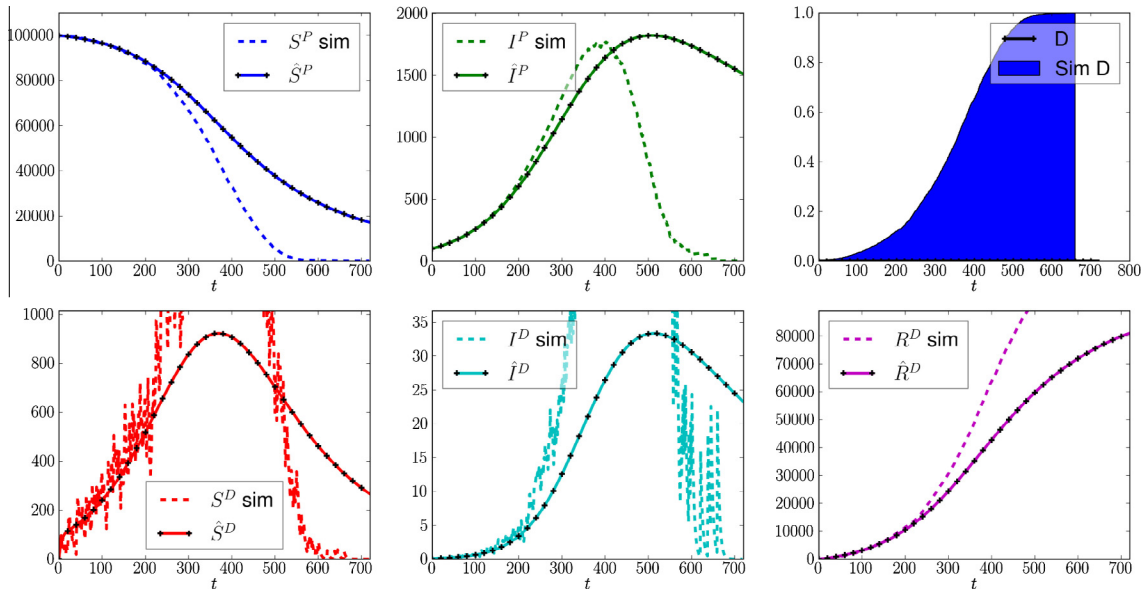 100000
80000
60000
40000
20000
0
0 100 200 300 400 500 600 700
t
S^P sim
Ŝ^P
2000
1500
1000
500
0
0 100 200 300 400 500 600 700
t
I^P sim
Î^P
1.0
0.8
0.6
0.4
0.2
0.0
0 100 200 300 400 500 600 700 800
t
D
Sim D
1000
800
600
400
200
0
0 100 200 300 400 500 600 700
t
S^D sim
Ŝ^D
35
30
25
20
15
10
5
0
0 100 200 300 400 500 600 700
t
I^D sim
Î^D
80000
70000
60000
50000
40000
30000
20000
10000
0
0 100 200 300 400 500 600 700
t
R^D sim
R̂^D